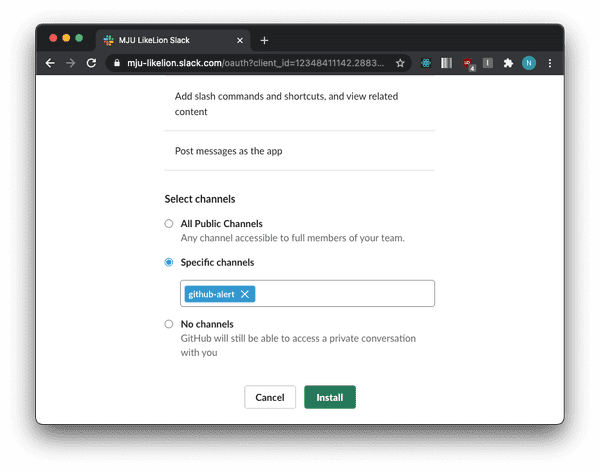 MJU LikeLion Slack
mju-likelion.slack.com/oauth?client_id=12348411142.2883...
N
4
Add slash commands and shortcuts, and view related
content
Post messages as the app
Select channels
All Public Channels
Any channel accessible to full members of your team.
Specific channels
github-alert
No channels
GitHub will still be able to access a private conversation
with you
Cancel
Install